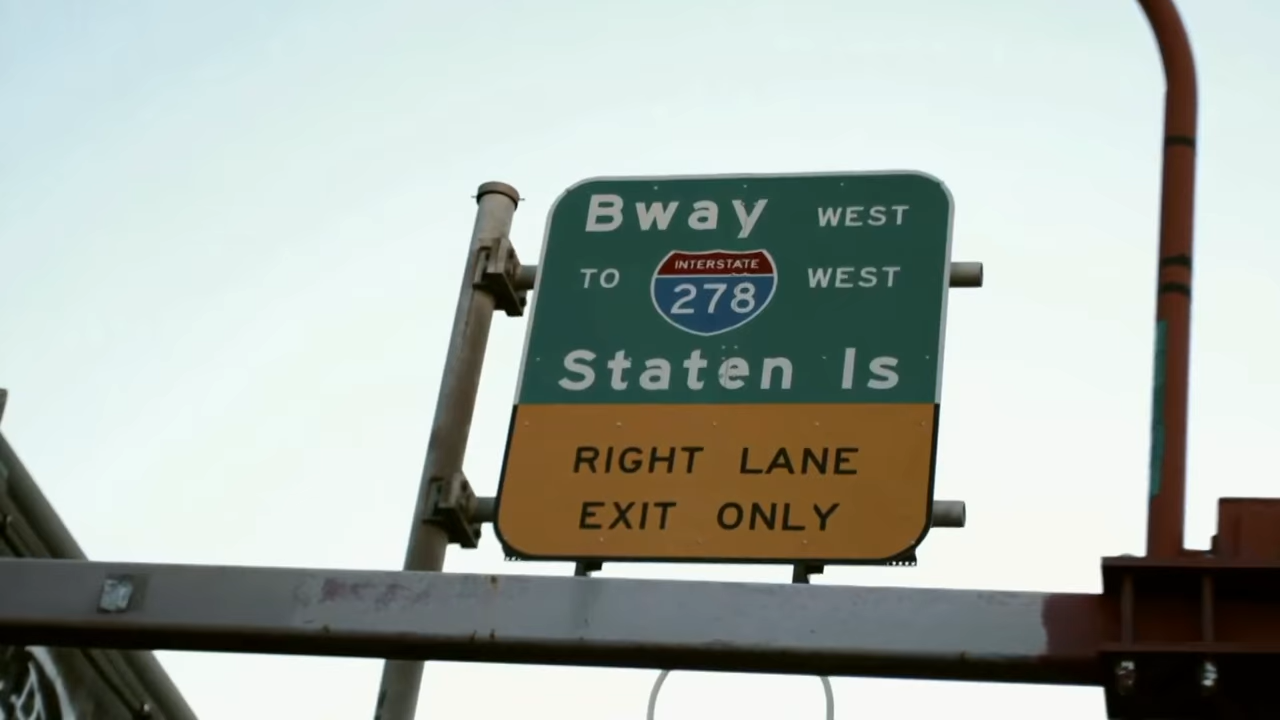 Bway WEST
TO INTERSTATE 278 WEST
Staten Is
RIGHT LANE
EXIT ONLY